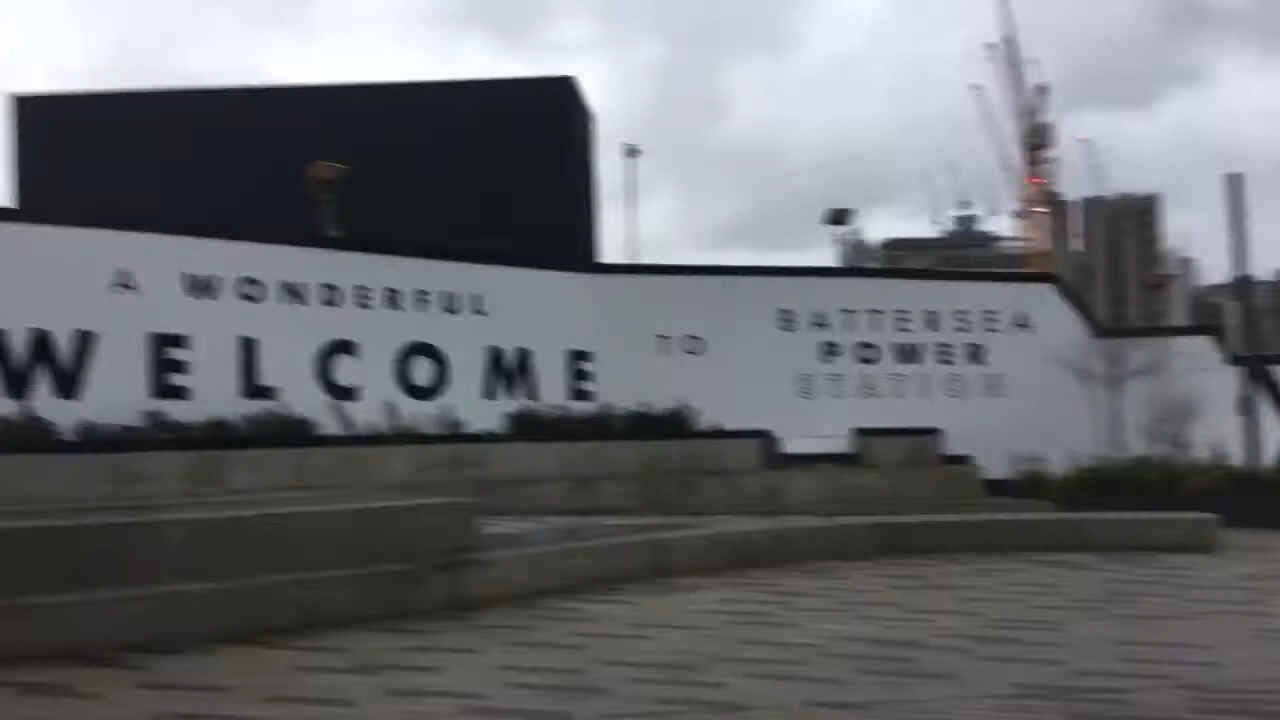 A WONDERFUL
WELCOME
TO
BATTERSEA
POWER
STATION